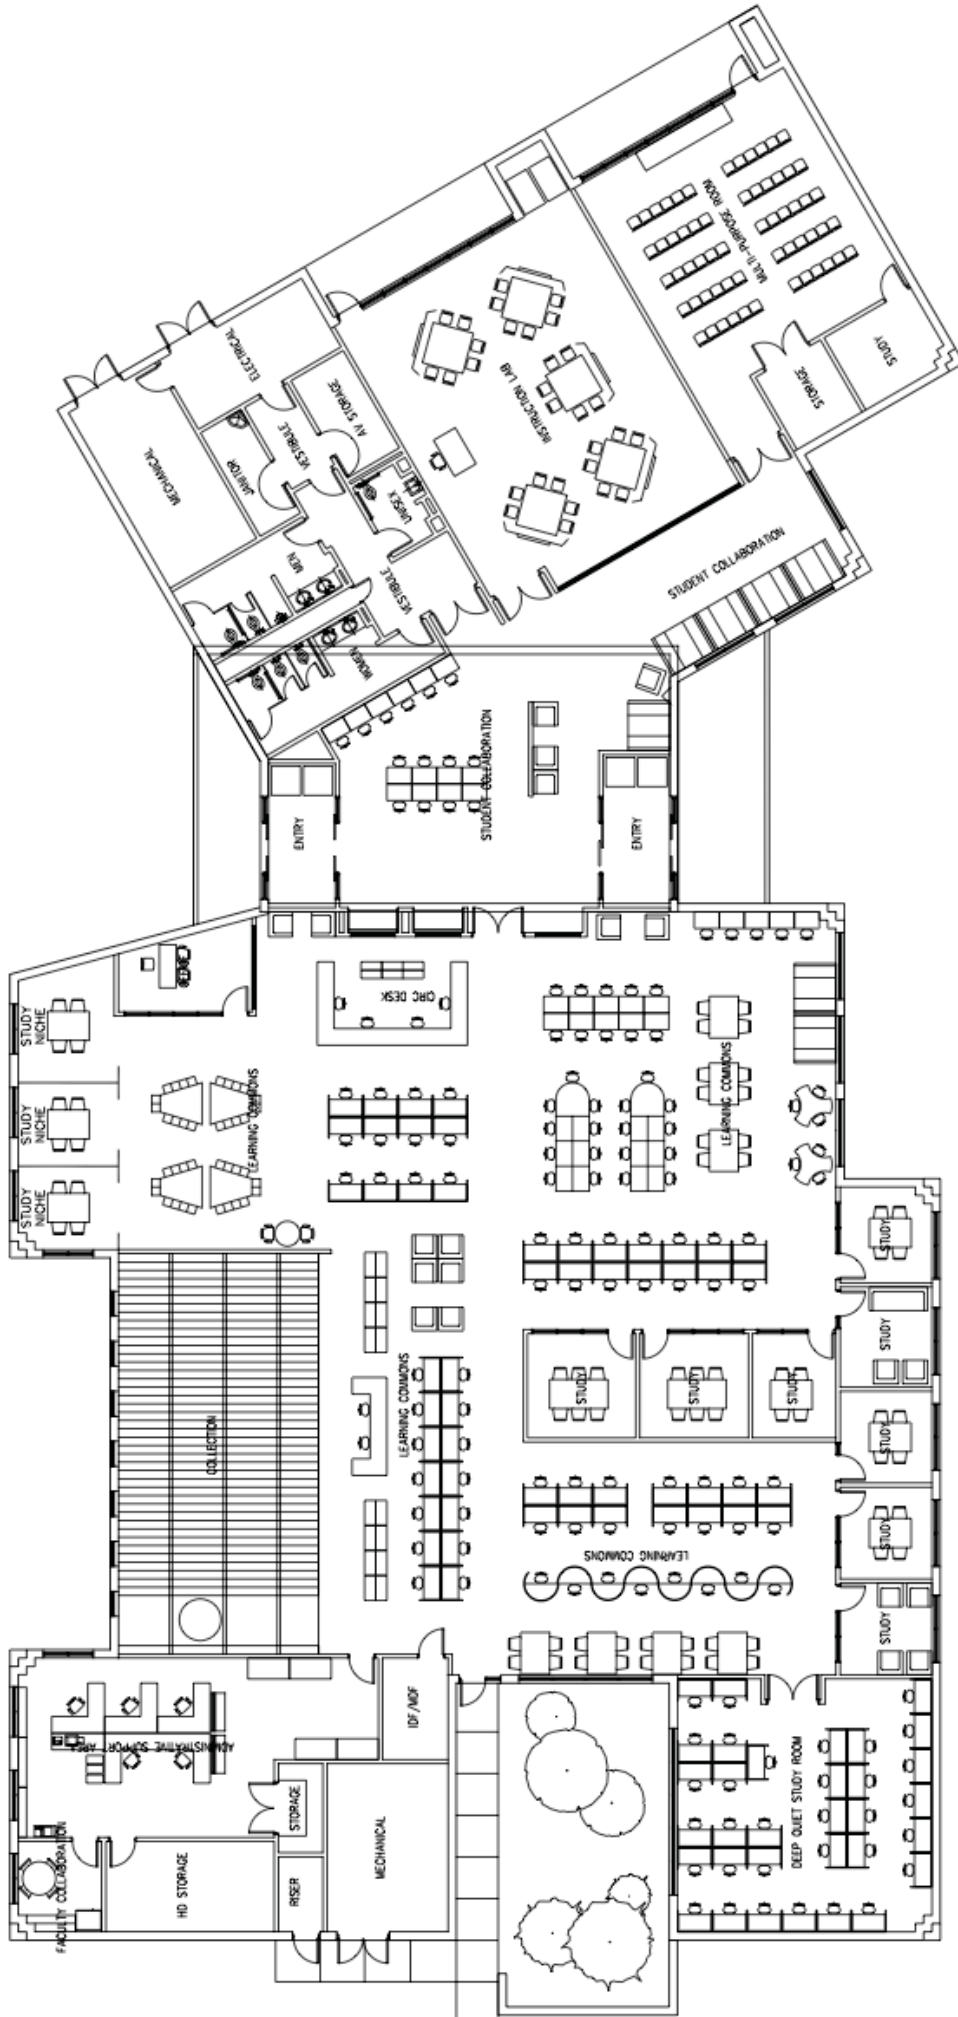 MULTI-PURPOSE ROOM
STUDY
STORAGE
ELECTRICAL
MECHANICAL
AV STORAGE
VESTIBULE
JANITOR
INSTRUCTION LAB
UNISEX
MEN
VESTIBULE
WOMEN
STUDENT COLLABORATION
STUDENT COLLABORATION
ENTRY
ENTRY
CIRC DESK
STUDY
NICHE
STUDY
NICHE
STUDY
NICHE
LEARNING COMMONS
LEARNING COMMONS
STUDY
STUDY
STUDY
STUDY
STUDY
STUDY
STUDY
STUDY
COLLECTION
LEARNING COMMONS
LEARNING COMMONS
IDF/MDF
ADMINISTRATIVE SUPPORT AREA
STORAGE
MECHANICAL
RISER
HD STORAGE
FACULTY COLLABORATION
DEEP QUIET STUDY ROOM